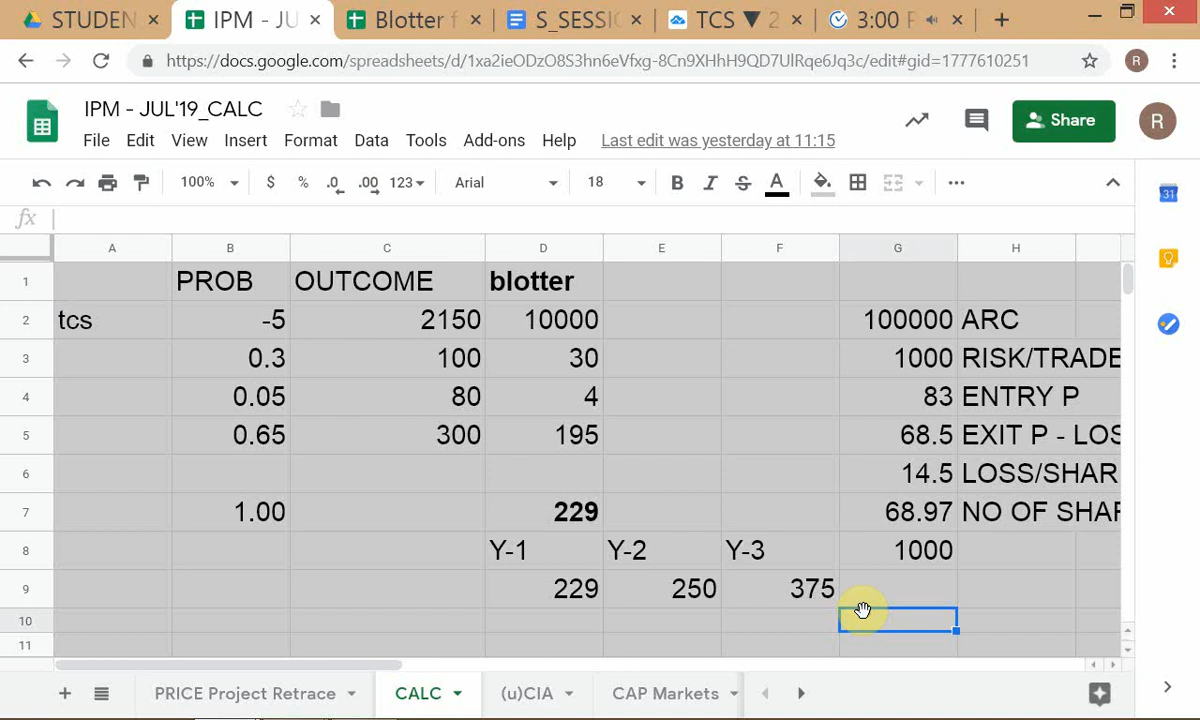 STUDEN
IPM - JU
Blotter f
S_SESSIC
TCS ▼ 2
3:00 P
https://docs.google.com/spreadsheets/d/1xa2ieODzO8S3hn6eVfxg-8Cn9XHhH9QD7UlRqe6Jq3c/edit#gid=1777610251
R
IPM - JUL'19_CALC
Share
R
File Edit View Insert Format Data Tools Add-ons Help Last edit was yesterday at 11:15
100% $ % .0 .00 123 Arial 18 B I S A
31
fx
A B C D E F G H
1 PROB OUTCOME blotter
2 tcs -5 2150 10000 100000 ARC
3 0.3 100 30 1000 RISK/TRADE
4 0.05 80 4 83 ENTRY P
5 0.65 300 195 68.5 EXIT P - LOS
6 14.5 LOSS/SHAR
7 1.00 229 68.97 NO OF SHAR
8 Y-1 Y-2 Y-3 1000
9 229 250 375
10
11
PRICE Project Retrace CALC (u)CIA CAP Markets